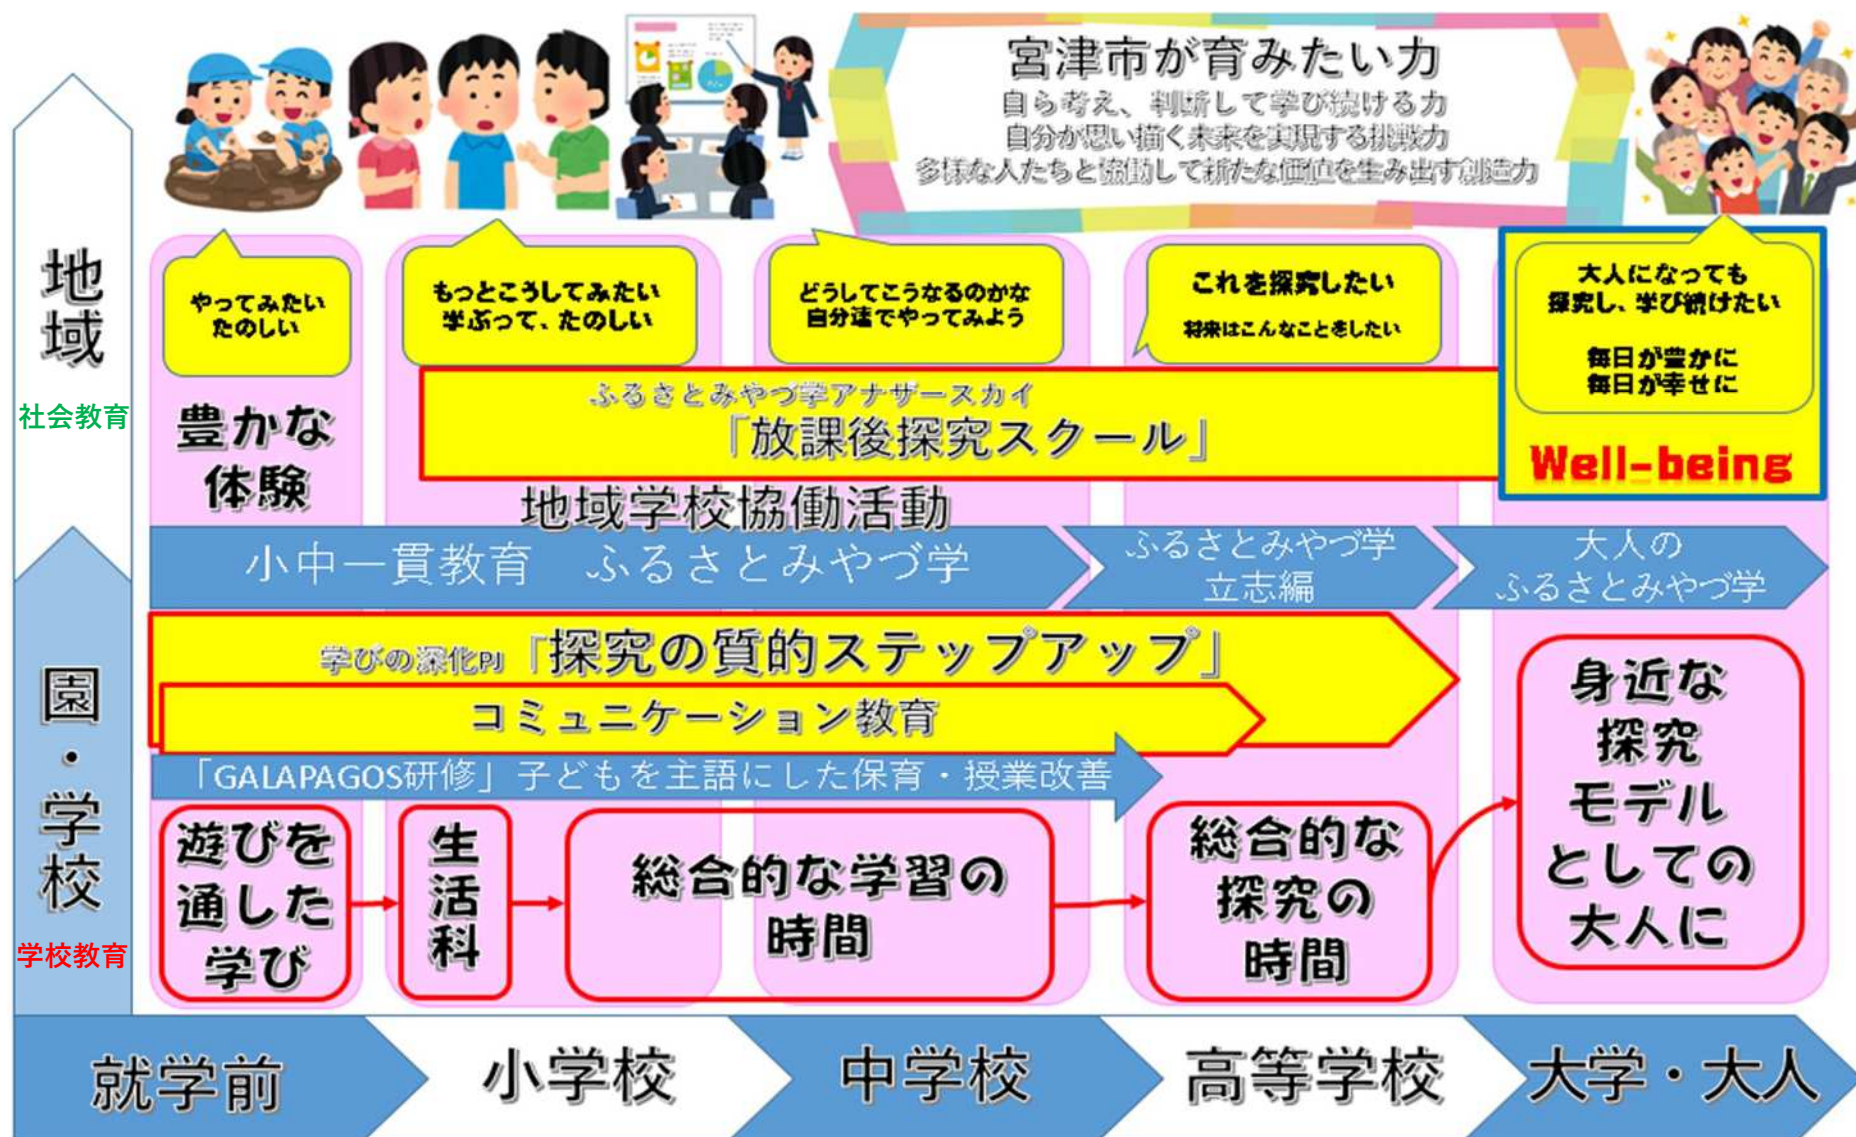 宮津市が育みたい力
自ら考え、判断して学び続ける力
自分が思い描く未来を実現する挑戦力
多様な人たちと協働して新たな価値を生み出す創造力
地域
社会教育
園・学校
学校教育
やってみたい
たのしい
もっとこうしてみたい
学ぶって、たのしい
どうしてこうなるのかな
自分達でやってみよう
これを探究したい
将来はこんなことをしたい
大人になっても
探究し、学び続けたい
毎日が豊かに
毎日が幸せに
Well-being
豊かな
体験
ふるさとみやづ学アナザースカイ
「放課後探究スクール」
地域学校協働活動
小中一貫教育　ふるさとみやづ学
ふるさとみやづ学
立志編
大人の
ふるさとみやづ学
学びの深化PJ「探究の質的ステップアップ」
コミュニケーション教育
「GALAPAGOS研修」子どもを主語にした保育・授業改善
遊びを
通した
学び
生活科
総合的な学習の
時間
総合的な
探究の
時間
身近な
探究
モデル
としての
大人に
就学前
小学校
中学校
高等学校
大学・大人